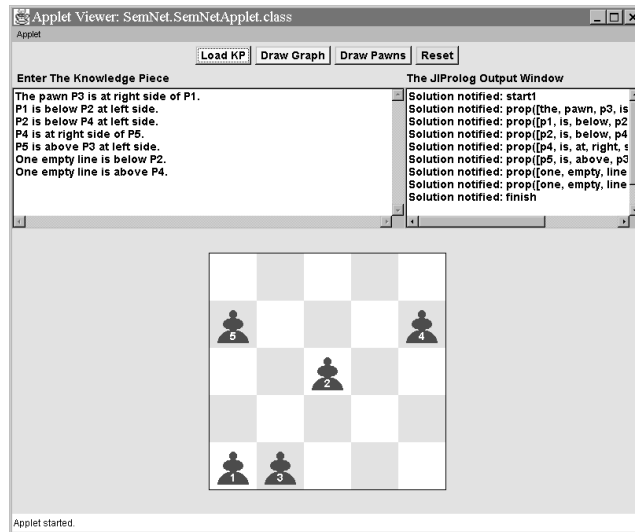 Applet Viewer: SemNet.SemNetApplet.class
Applet
Load KP Draw Graph Draw Pawns Reset
Enter The Knowledge Piece
The pawn P3 is at right side of P1.
P1 is below P2 at left side.
P2 is below P4 at left side.
P4 is at right side of P5.
P5 is above P3 at left side.
One empty line is below P2.
One empty line is above P4.
The JIProlog Output Window
Solution notified: start1
Solution notified: prop([the, pawn, p3, is
Solution notified: prop([p1, is, below, p2
Solution notified: prop([p2, is, below, p4
Solution notified: prop([p4, is, at, right, s
Solution notified: prop([p5, is, above, p3
Solution notified: prop([one, empty, line
Solution notified: prop([one, empty, line
Solution notified: finish
5
4
2
1
3
Applet started.